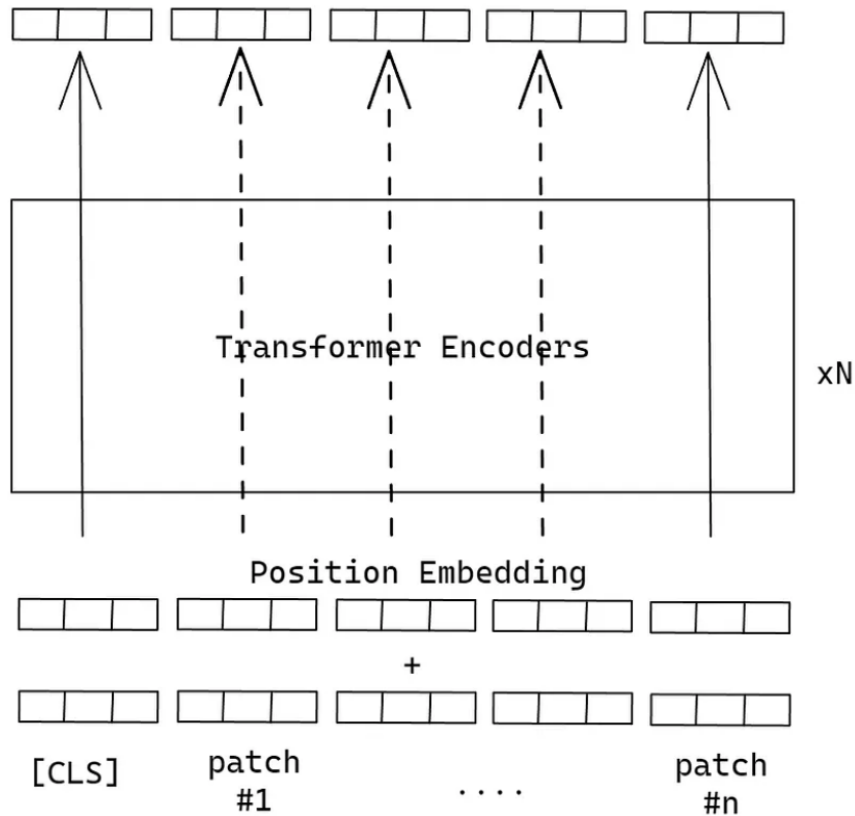 Transformer Encoders
xN
Position Embedding
+
[CLS]
patch
#1
....
patch
#n